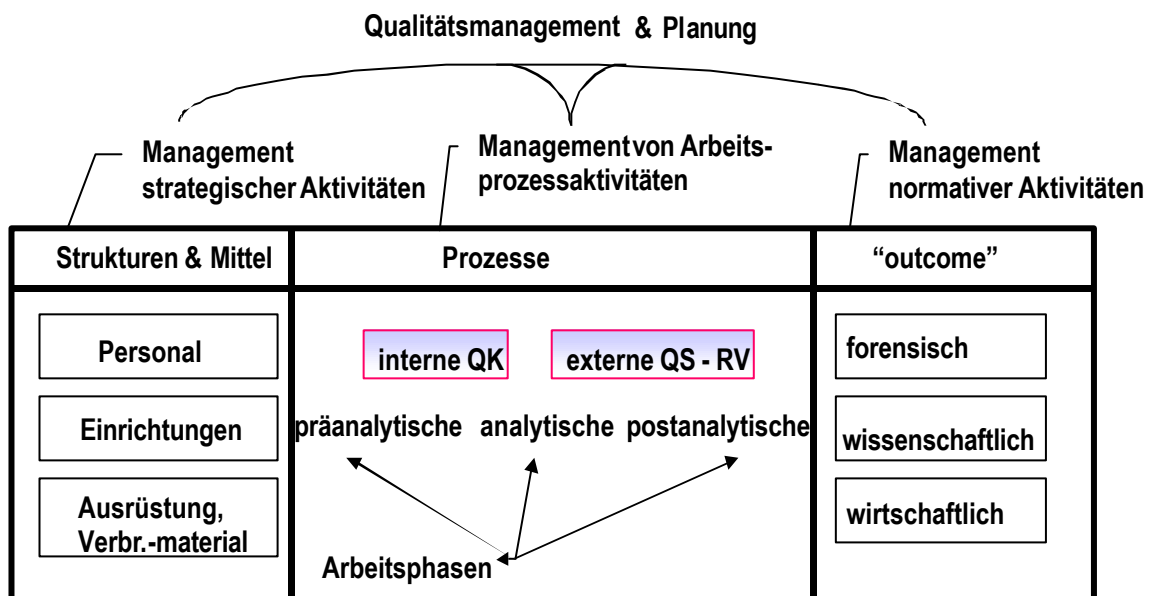 Qualitätsmanagement & Planung
Management
strategischer Aktivitäten
Management von Arbeits-
prozessaktivitäten
Management
normativer Aktivitäten
Strukturen & Mittel
Prozesse
“outcome”
Personal
interne QK
externe QS - RV
forensisch
Einrichtungen
präanalytische analytische postanalytische
wissenschaftlich
Ausrüstung,
Verbr.-material
wirtschaftlich
Arbeitsphasen